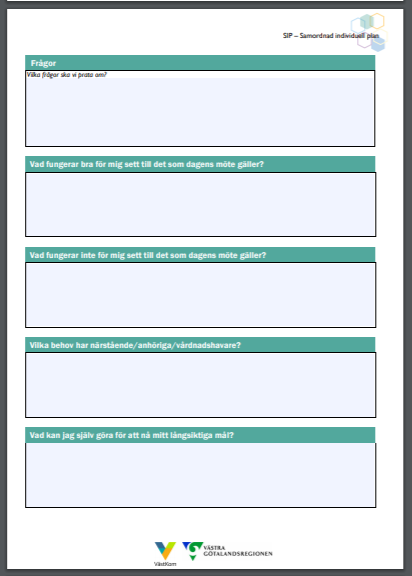 SIP – Samordnad individuell plan
Frågor
Vilka frågor ska vi prata om?
Vad fungerar bra för mig sett till det som dagens möte gäller?
Vad fungerar inte för mig sett till det som dagens möte gäller?
Vilka behov har närstående/anhöriga/vårdnadshavare?
Vad kan jag själv göra för att nå mitt långsiktiga mål?
VästKom
VÄSTRA
GÖTALANDSREGIONEN